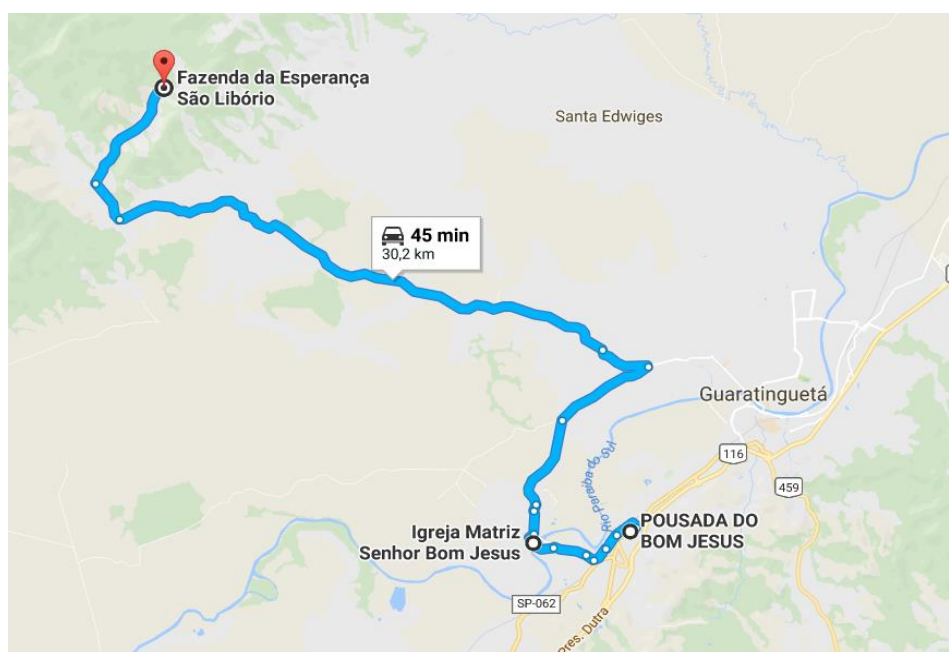 Fazenda da Esperança
São Libório
Santa Edwiges
45 min
30,2 km
Guaratinguetá
116
459
Rio Paraíba do Sul
Igreja Matriz
Senhor Bom Jesus
POUSADA DO
BOM JESUS
SP-062
Pres. Dutra